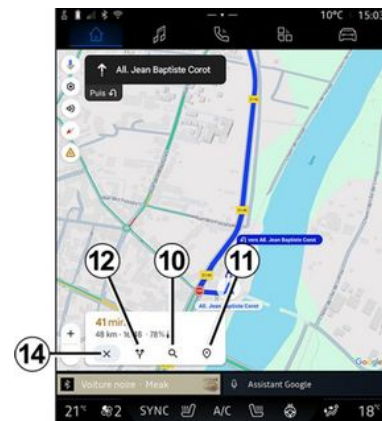 10°C 15:03
All. Jean Baptiste Corot
Puis
vers All. Jean Baptiste Corot
All. Jean Baptiste Corot
12
10
11
14
41 min.
48 km
78%
Google
Voiture noire · Meak
Assistant Google
21°
2
SYNC
A/C
18°